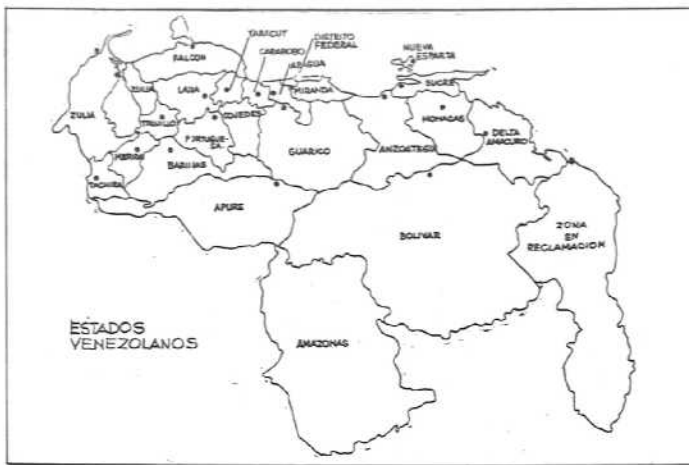 YARACUY
CARABOBO
DISTRITO
FEDERAL
ARAGUA
NUEVA
ESPARTA
FALCON
ZULIA
ZULIA
LARA
MIRANDA
SUCRE
TRUJILLO
COJEDES
MONAGAS
DELTA
AMACURO
PORTUGUE-
SA
MERIDA
BARINAS
GUARICO
ANZOATEGUI
TACHIRA
APURE
BOLIVAR
ZONA
EN
RECLAMACION
ESTADOS
VENEZOLANOS
AMAZONAS